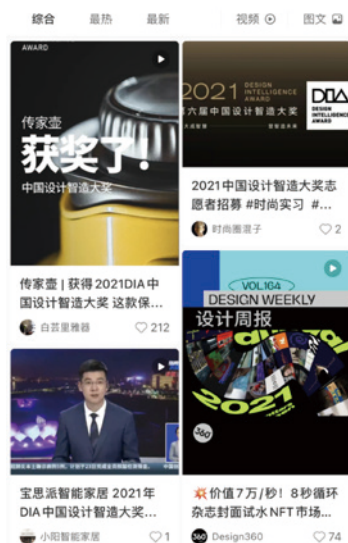 综合
最热
最新
视频
图文
AWARD
传家壶
获奖了!
中国设计智造大奖
传家壶 | 获得2021DIA中
国设计智造大奖 这款保...
白芸里雅器
212
2021
DESIGN
INTELLIGENCE
AWARD
第六届中国设计智造大奖
DIA
DESIGN
INTELLIGENCE
AWARD
2021中国设计智造大奖志
愿者招募 #时尚实习 #...
时尚圈混子
2
VOL.164
DESIGN WEEKLY
设计周报
2021
360
💥价值7万/秒！8秒循环
杂志封面试水NFT市场...
360
Design360
74
宝思派智能家居 2021年
DIA中国设计智造大奖...
小阳智能家居
1